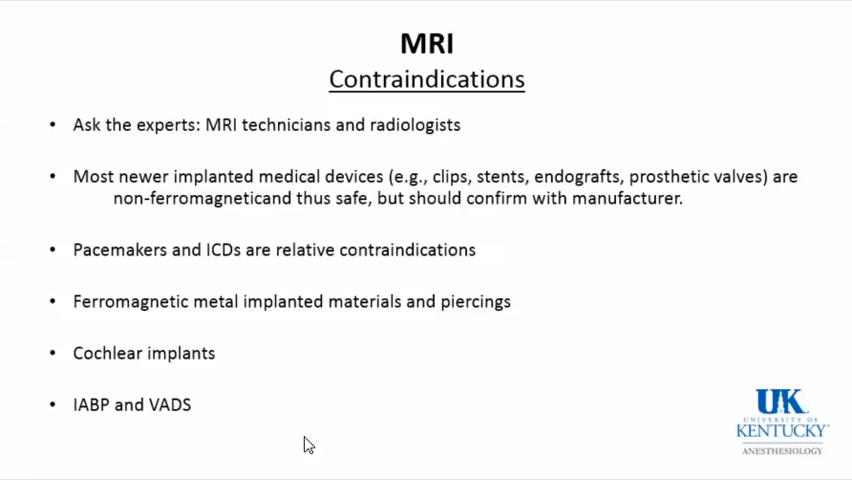 MRI
Contraindications
• Ask the experts: MRI technicians and radiologists
• Most newer implanted medical devices (e.g., clips, stents, endografts, prosthetic valves) are
non-ferromagneticand thus safe, but should confirm with manufacturer.
• Pacemakers and ICDs are relative contraindications
• Ferromagnetic metal implanted materials and piercings
• Cochlear implants
• IABP and VADS
UK
UNIVERSITY OF
KENTUCKY
ANESTHESIOLOGY